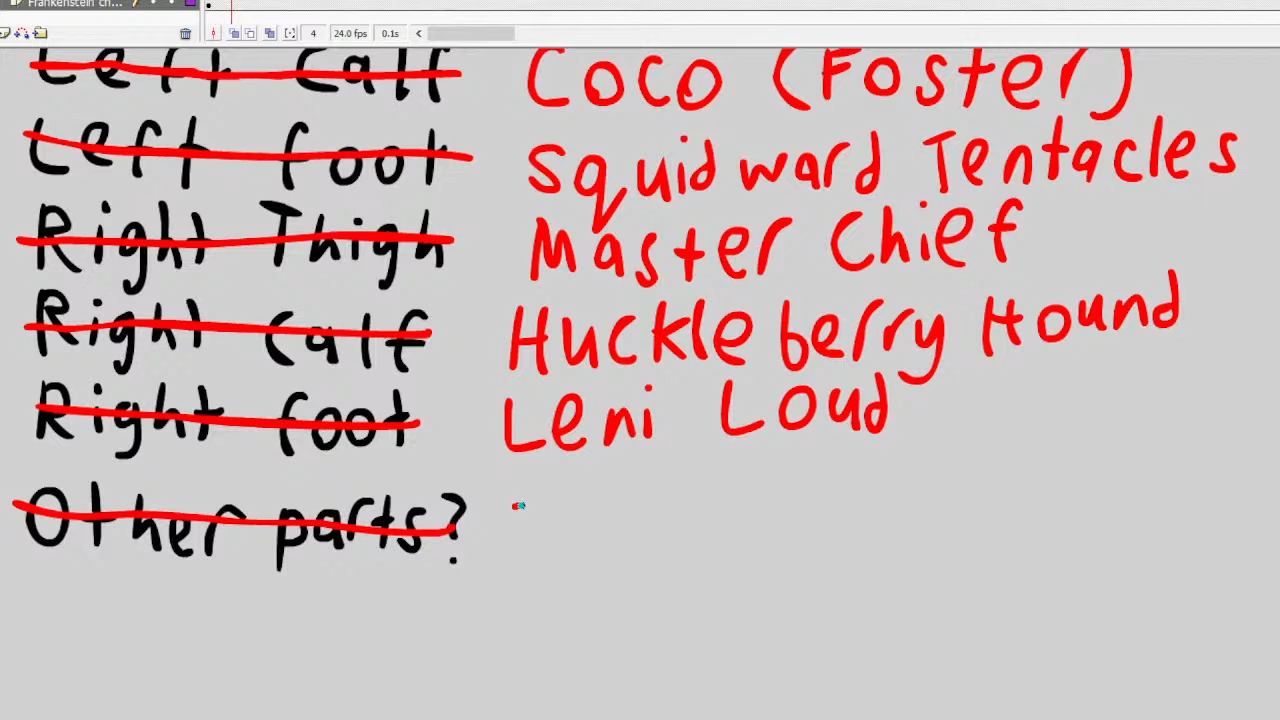 Frankenstein ch...
4 24.0 fps 0.1s
Left Calf Coco (Foster)
Left foot Squidward Tentacles
Right Thigh Master Chief
Right calf Huckleberry Hound
Right foot Leni Loud
Other parts?